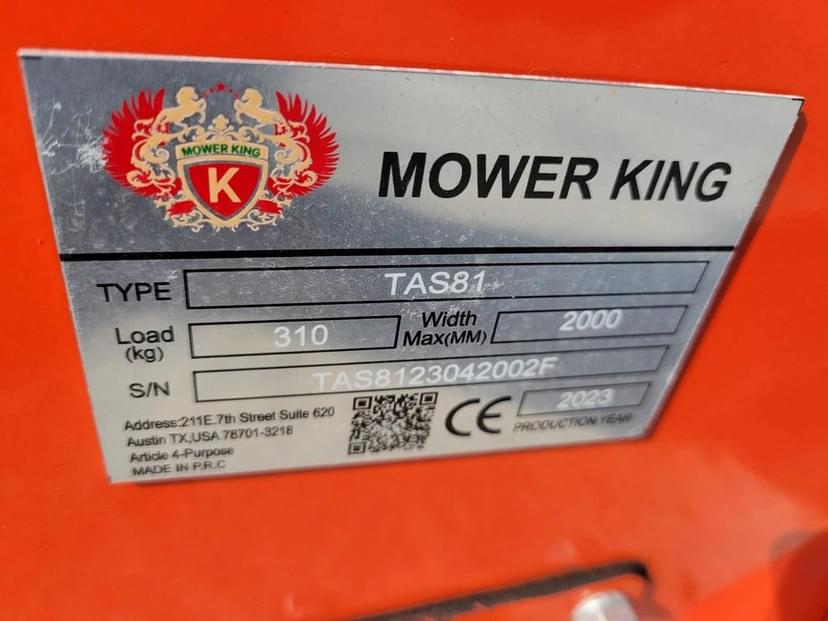 MOWER KING
K
MOWER KING
TYPE TAS81
Load (kg) 310 Width Max(MM) 2000
S/N TAS8123042002F
Address:211E.7th Street Suite 620
Austin TX,USA 78701-3218
Article 4-Purpose
MADE IN P.R.C
CE
2023
PRODUCTION YEAR